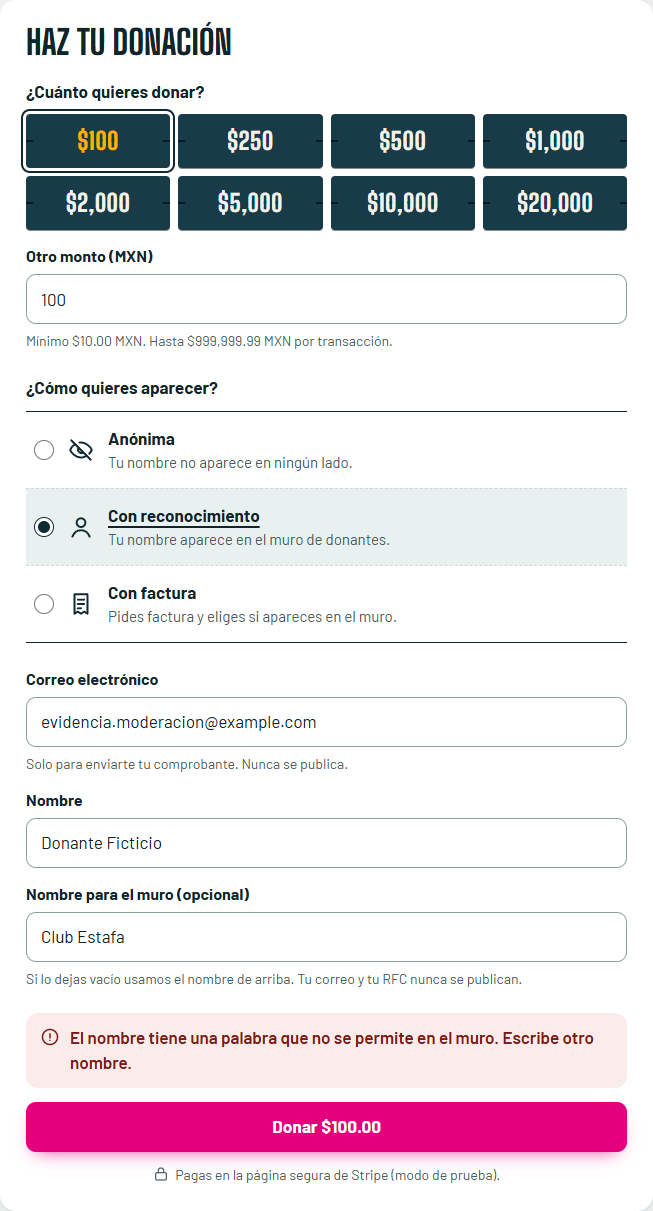 HAZ TU DONACIÓN
¿Cuánto quieres donar?
$100 $250 $500 $1,000
$2,000 $5,000 $10,000 $20,000
Otro monto (MXN)
100
Mínimo $10.00 MXN. Hasta $999,999.99 MXN por transacción.
¿Cómo quieres aparecer?
Anónima
Tu nombre no aparece en ningún lado.
Con reconocimiento
Tu nombre aparece en el muro de donantes.
Con factura
Pides factura y eliges si apareces en el muro.
Correo electrónico
evidencia.moderacion@example.com
Solo para enviarte tu comprobante. Nunca se publica.
Nombre
Donante Ficticio
Nombre para el muro (opcional)
Club Estafa
Si lo dejas vacío usamos el nombre de arriba. Tu correo y tu RFC nunca se publican.
El nombre tiene una palabra que no se permite en el muro. Escribe otro
nombre.
Donar $100.00
Pagas en la página segura de Stripe (modo de prueba).